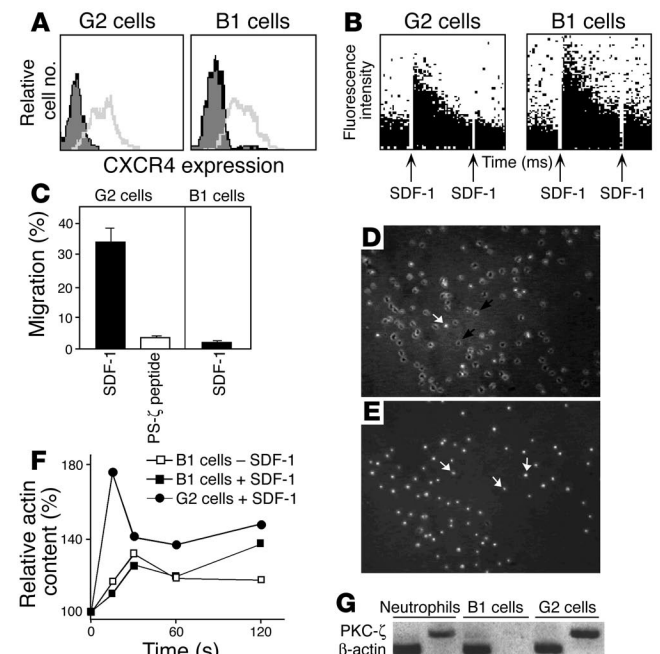 A
G2 cells
B1 cells
Relative
cell no.
CXCR4 expression
B
G2 cells
B1 cells
Fluorescence
intensity
Time (ms)
SDF-1
SDF-1
SDF-1
SDF-1
C
G2 cells
B1 cells
Migration (%)
40
30
20
10
0
SDF-1
PS-ζ peptide
SDF-1
D
E
F
B1 cells – SDF-1
B1 cells + SDF-1
G2 cells + SDF-1
Relative actin
content (%)
180
140
100
0
60
120
Time (s)
G
Neutrophils
B1 cells
G2 cells
PKC-ζ
β-actin